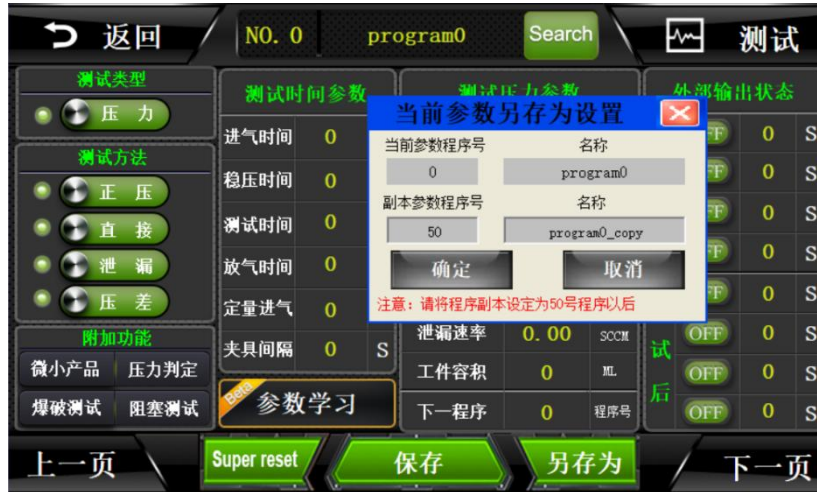 返回
NO. 0
program0
Search
测试
测试类型
压 力
测试方法
正 压
直 接
泄 漏
压 差
附加功能
微小产品
压力判定
爆破测试
阻塞测试
测试时间参数
进气时间 0
稳压时间 0
测试时间 0
放气时间 0
定量进气 0
夹具间隔 0 S
Beta
参数学习
测试压力参数
当前参数另存为设置
当前参数程序号
名称
0
program0
副本参数程序号
名称
50
program0_copy
确定
取消
注意：请将程序副本设定为50号程序以后
泄漏速率 0.00 SCCM
工件容积 0 ML
下一程序 0 程序号
外部输出状态
0 S
0 S
0 S
0 S
0 S
试后
OFF 0 S
OFF 0 S
OFF 0 S
上一页
Super reset
保存
另存为
下一页